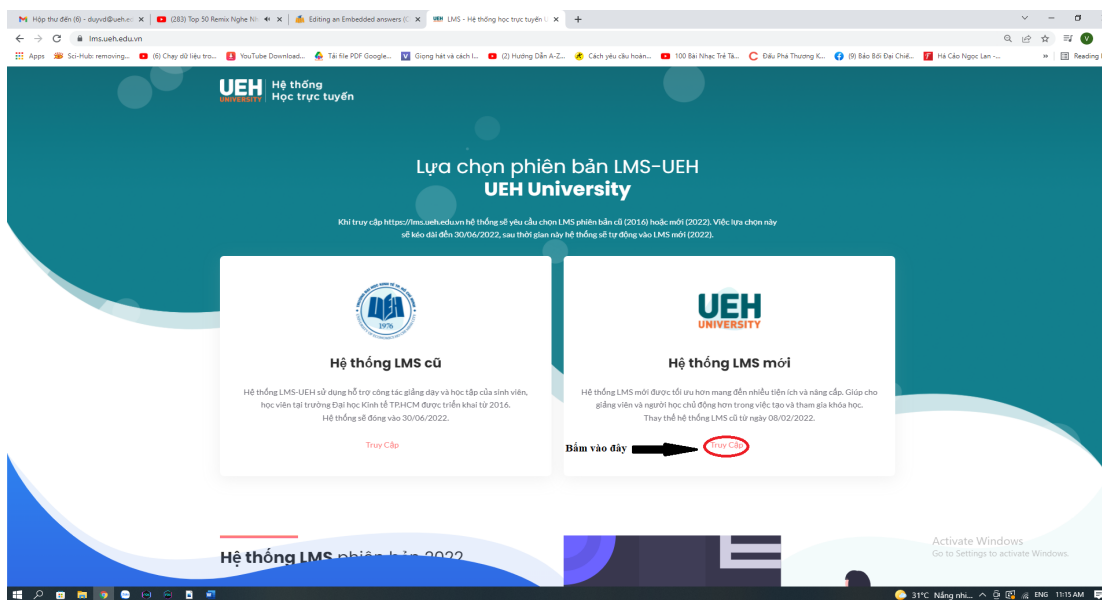 Hộp thư đến (6) - duyvd@ueh.ed
(283) Top 50 Remix Nghe Nh
Editing an Embedded answers (C
LMS - Hệ thống học trực tuyến U
lms.ueh.edu.vn
Apps
Sci-Hub: removing...
(6) Chạy dữ liệu tro...
YouTube Download...
Tải file PDF Google...
Giọng hát và cách l...
(2) Hướng Dẫn A-Z...
Cách yêu cầu hoàn...
100 Bài Nhạc Trẻ Tà...
Đấu Phá Thương K...
(9) Bảo Bối Đại Chiế...
Há Cảo Ngọc Lan -...
Reading l
UEH
UNIVERSITY
Hệ thống
Học trực tuyến
Lựa chọn phiên bản LMS-UEH
UEH University
Khi truy cập https://lms.ueh.edu.vn hệ thống sẽ yêu cầu chọn LMS phiên bản cũ (2016) hoặc mới (2022). Việc lựa chọn này
sẽ kéo dài đến 30/06/2022, sau thời gian này hệ thống sẽ tự động vào LMS mới (2022).
UEH
1976
Hệ thống LMS cũ
Hệ thống LMS-UEH sử dụng hỗ trợ công tác giảng dạy và học tập của sinh viên,
học viên tại trường Đại học Kinh tế TP.HCM được triển khai từ 2016.
Hệ thống sẽ đóng vào 30/06/2022.
Truy Cập
UEH
UNIVERSITY
Hệ thống LMS mới
Hệ thống LMS mới được tối ưu hơn mang đến nhiều tiện ích và nâng cấp. Giúp cho
giảng viên và người học chủ động hơn trong việc tạo và tham gia khóa học.
Thay thế hệ thống LMS cũ từ ngày 08/02/2022.
Bấm vào đây
Truy Cập
Hệ thống LMS phiên bản 2022
Activate Windows
Go to Settings to activate Windows.
31°C Nắng nhi...
ENG
11:15 AM